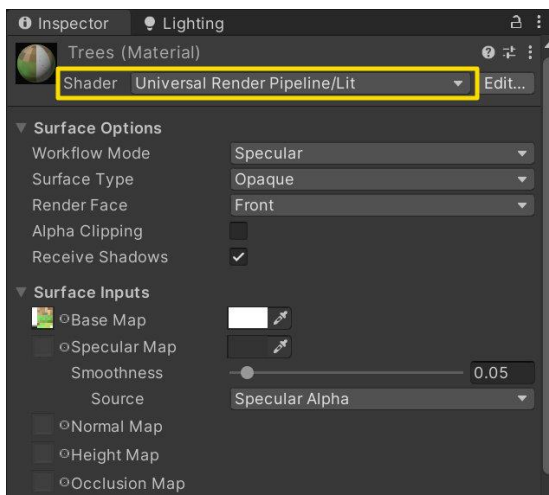 Inspector Lighting
Trees (Material)
Shader Universal Render Pipeline/Lit Edit...
Surface Options
Workflow Mode Specular
Surface Type Opaque
Render Face Front
Alpha Clipping
Receive Shadows
Surface Inputs
Base Map
Specular Map
Smoothness 0.05
Source Specular Alpha
Normal Map
Height Map
Occlusion Map